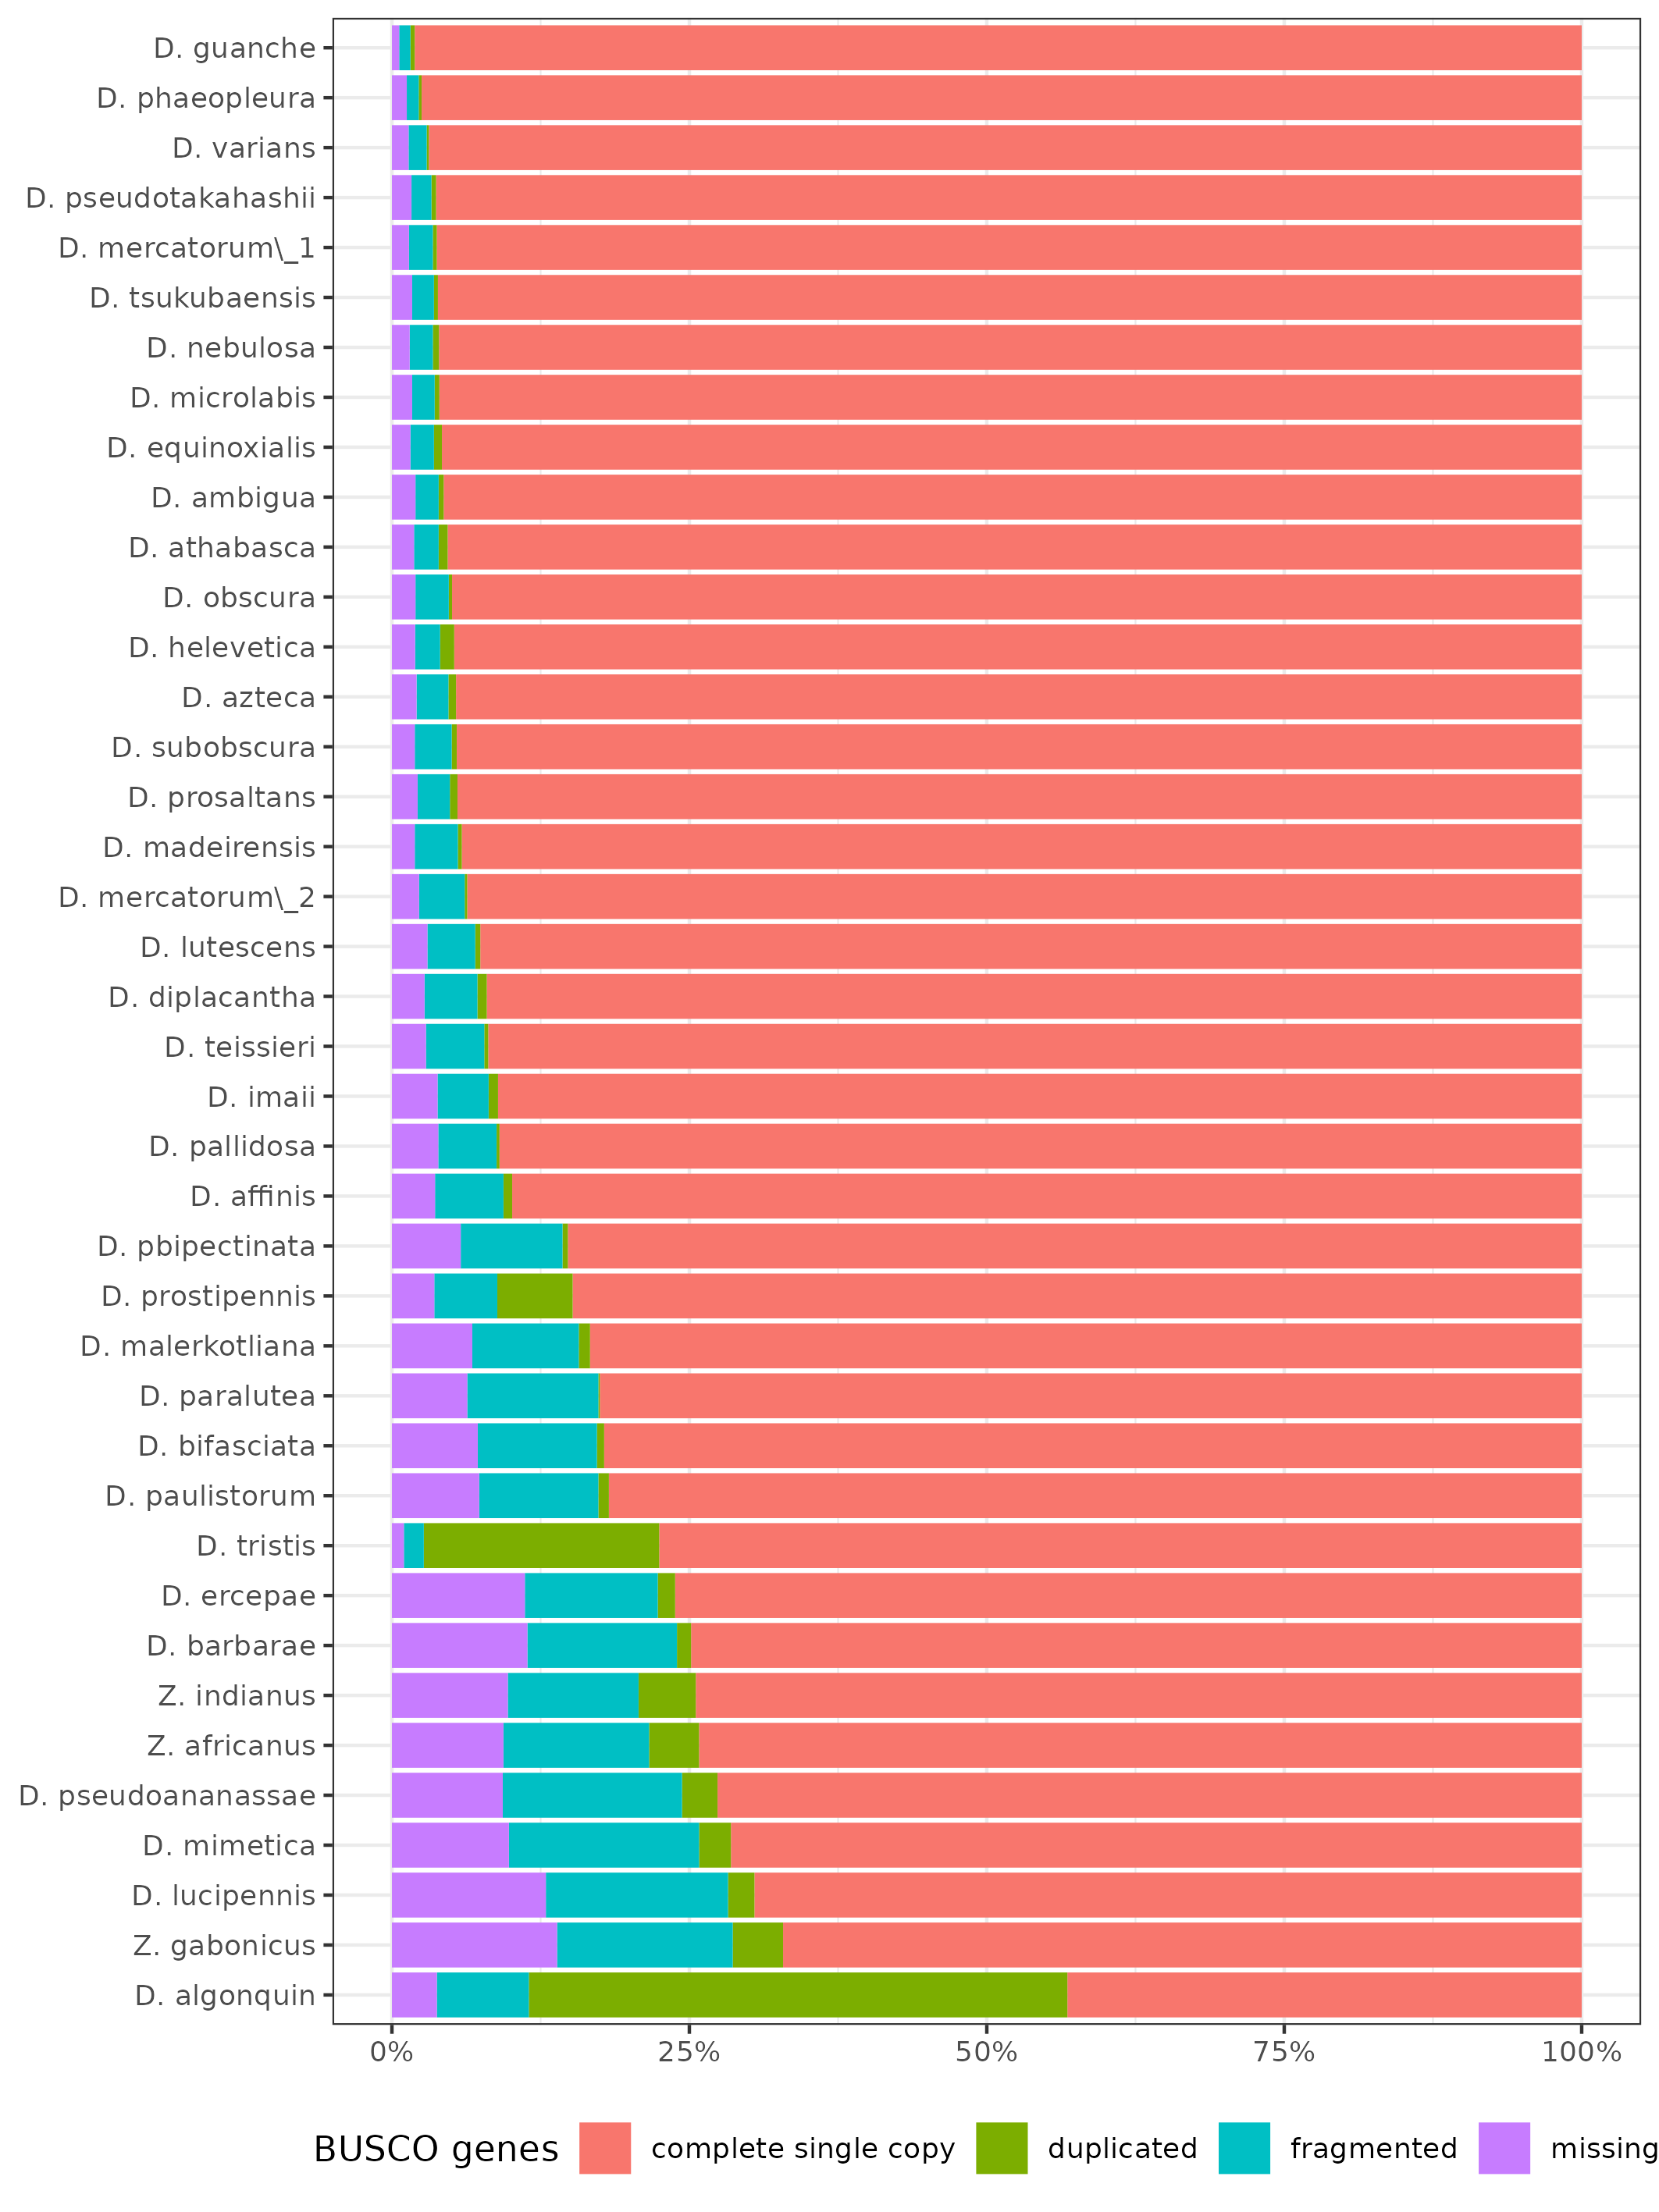 D. guanche
D. phaeopleura
D. varians
D. pseudotakahashii
D. mercatorum\_1
D. tsukubaensis
D. nebulosa
D. microlabis
D. equinoxialis
D. ambigua
D. athabasca
D. obscura
D. helevetica
D. azteca
D. subobscura
D. prosaltans
D. madeirensis
D. mercatorum\_2
D. lutescens
D. diplacantha
D. teissieri
D. imaii
D. pallidosa
D. affinis
D. pbipectinata
D. prostipennis
D. malerkotliana
D. paralutea
D. bifasciata
D. paulistorum
D. tristis
D. ercepae
D. barbarae
Z. indianus
Z. africanus
D. pseudoananassae
D. mimetica
D. lucipennis
Z. gabonicus
D. algonquin
0% 25% 50% 75% 100%
BUSCO genes complete single copy duplicated fragmented missing